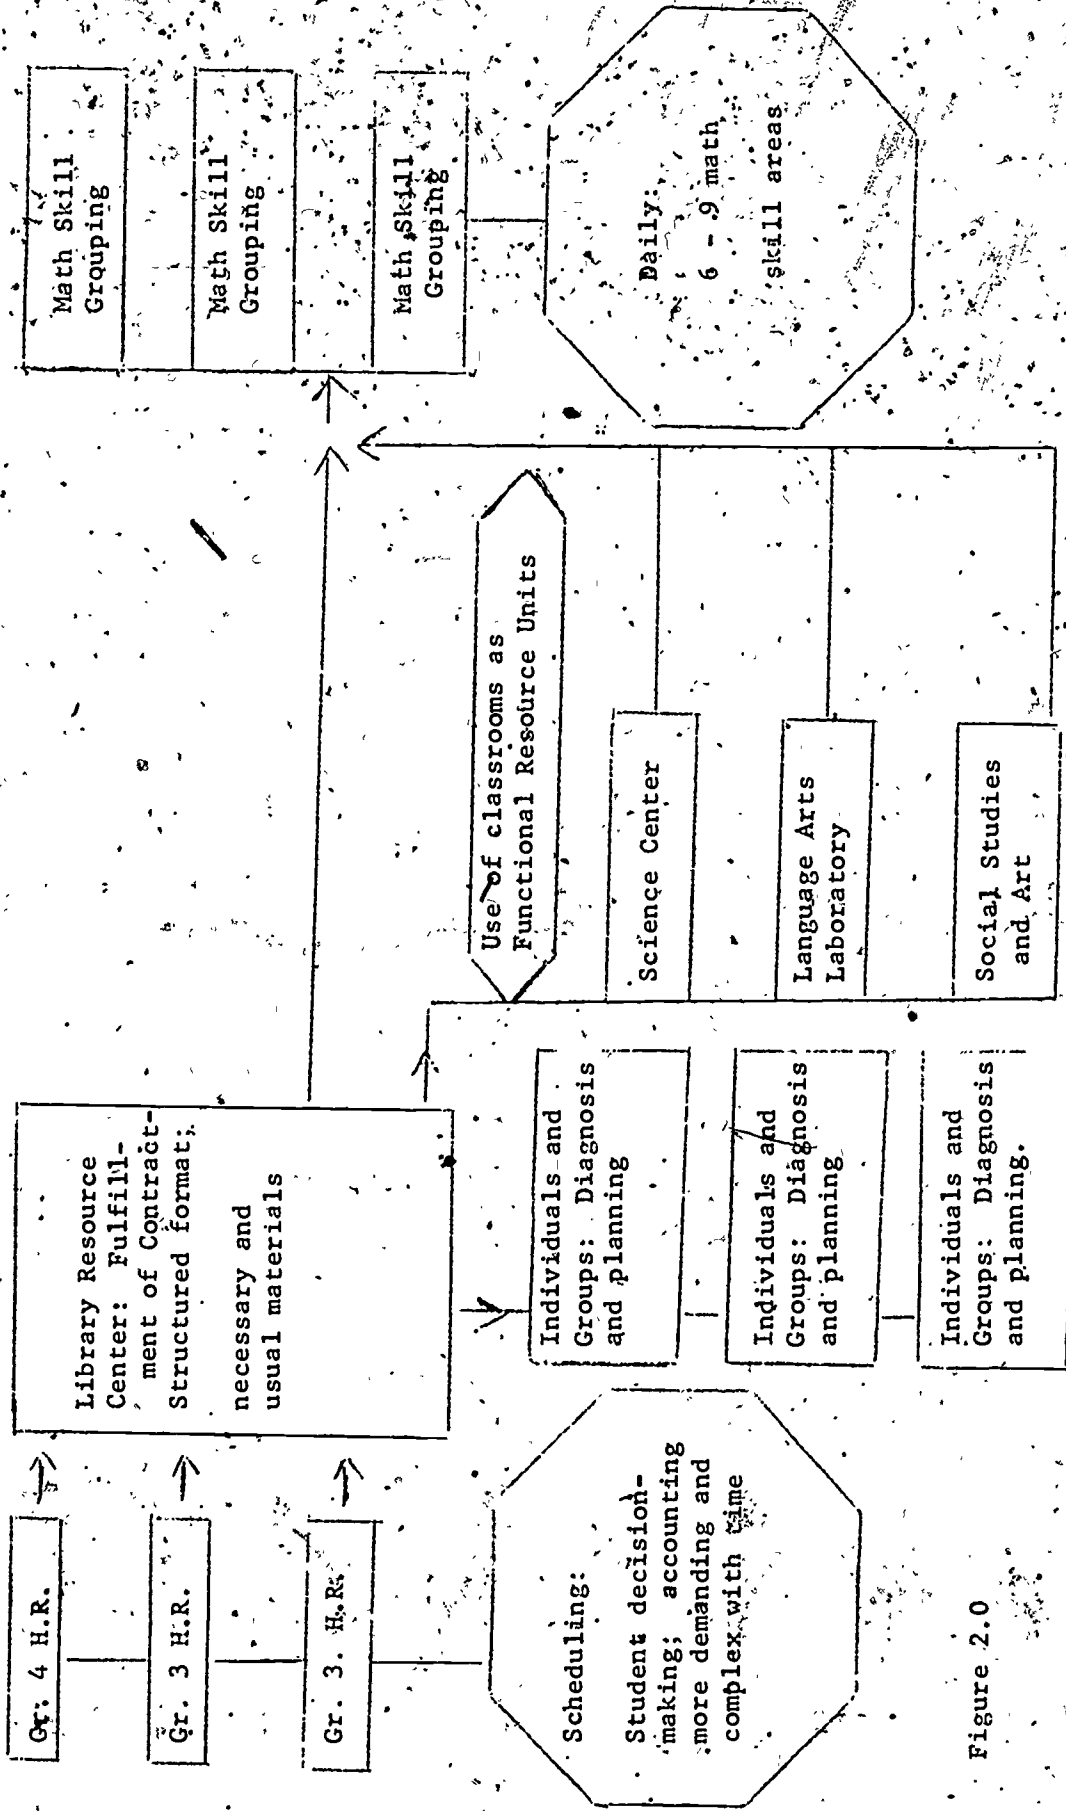 Gr. 4 H.R.
Gr. 3 H.R.
Gr. 3. H.R.
Scheduling:
Student decision-
making; accounting
more demanding and
complex with time
Library Resource
Center: Fulfill-
ment of Contract-
Structured format;
necessary and
usual materials
Individuals and
Groups: Diagnosis
and planning
Individuals and
Groups: Diagnosis
and planning
Individuals and
Groups: Diagnosis
and planning.
Use of classrooms as
Functional Resource Units
Science Center
Language Arts
Laboratory
Social Studies
and Art
Math Skill
Grouping
Math Skill
Grouping
Math Skill
Grouping
Daily:
6 - 9 math
skill areas
Figure 2.0